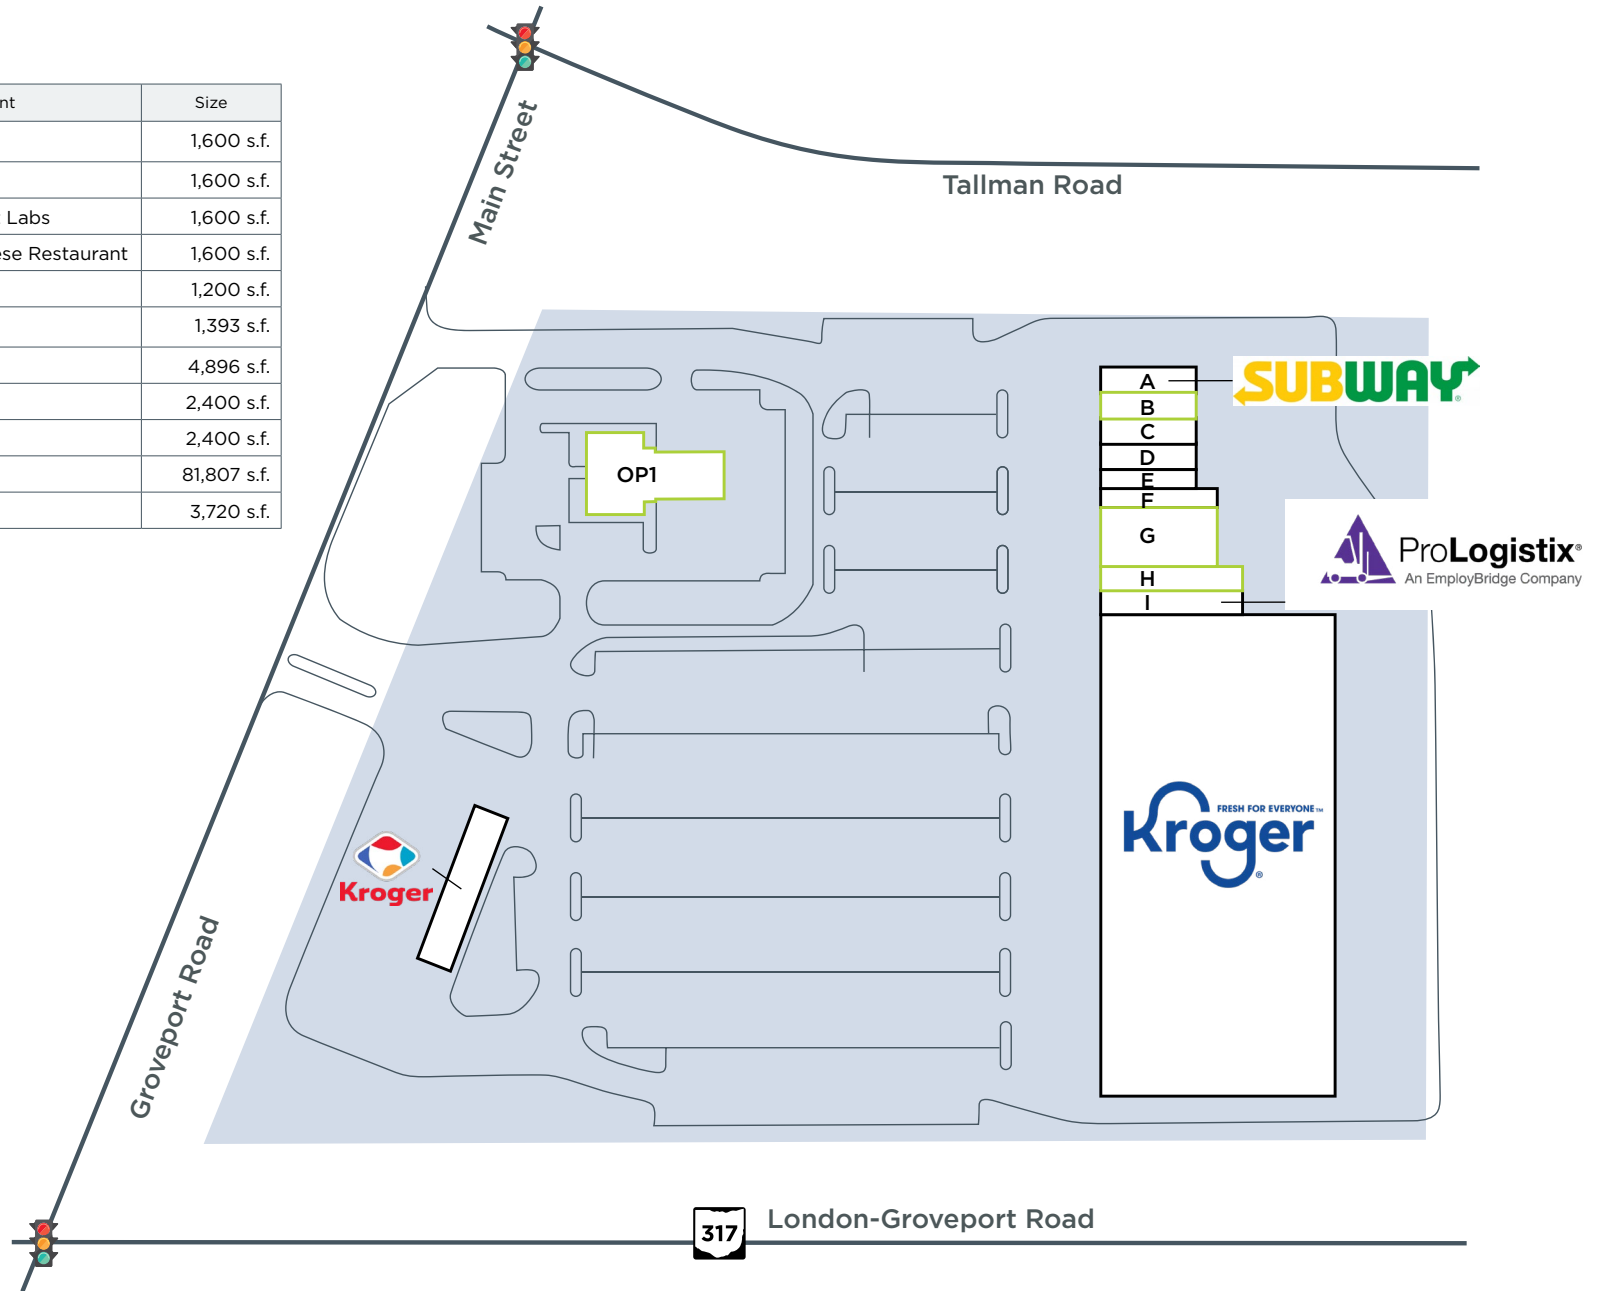 nt Size
1,600 s.f.
1,600 s.f.
Labs 1,600 s.f.
ese Restaurant 1,600 s.f.
1,200 s.f.
1,393 s.f.
4,896 s.f.
2,400 s.f.
2,400 s.f.
81,807 s.f.
3,720 s.f.
Main Street
Tallman Road
A
SUBWAY®
B
C
D
E
F
G
H
I
OP1
ProLogistix®
An EmployBridge Company
FRESH FOR EVERYONE™
Kroger®
Kroger
Groveport Road
317
London-Groveport Road